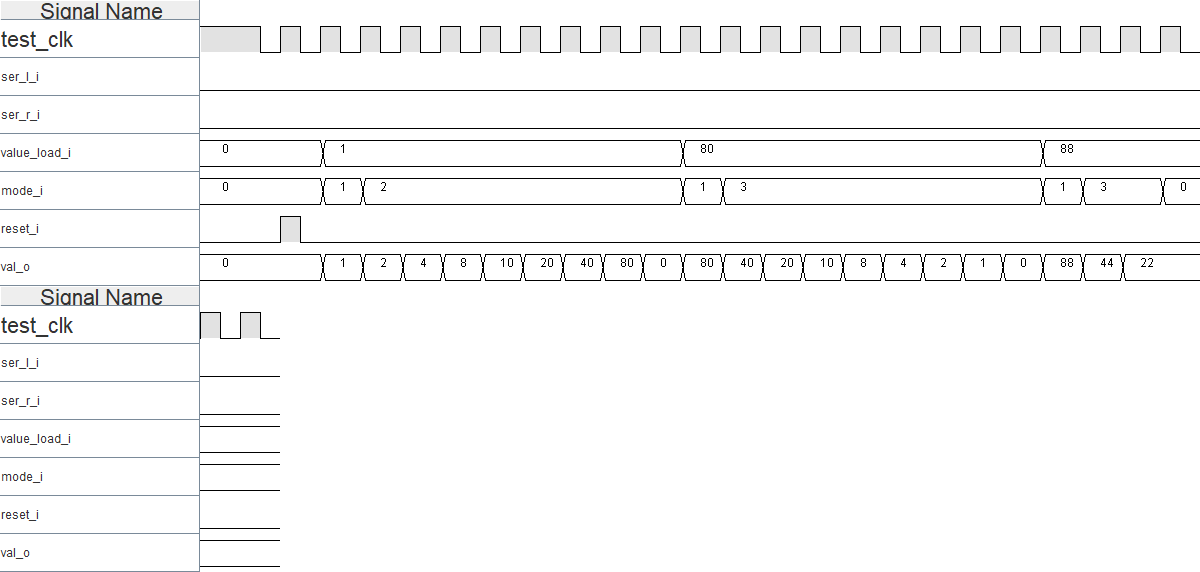 Signal Name
test_clk
ser_l_i
ser_r_i
value_load_i 0 1 80 88
mode_i 0 1 2 1 3 1 3 0
reset_i
val_o 0 1 2 4 8 10 20 40 80 0 80 40 20 10 8 4 2 1 0 88 44 22
Signal Name
test_clk
ser_l_i
ser_r_i
value_load_i
mode_i
reset_i
val_o